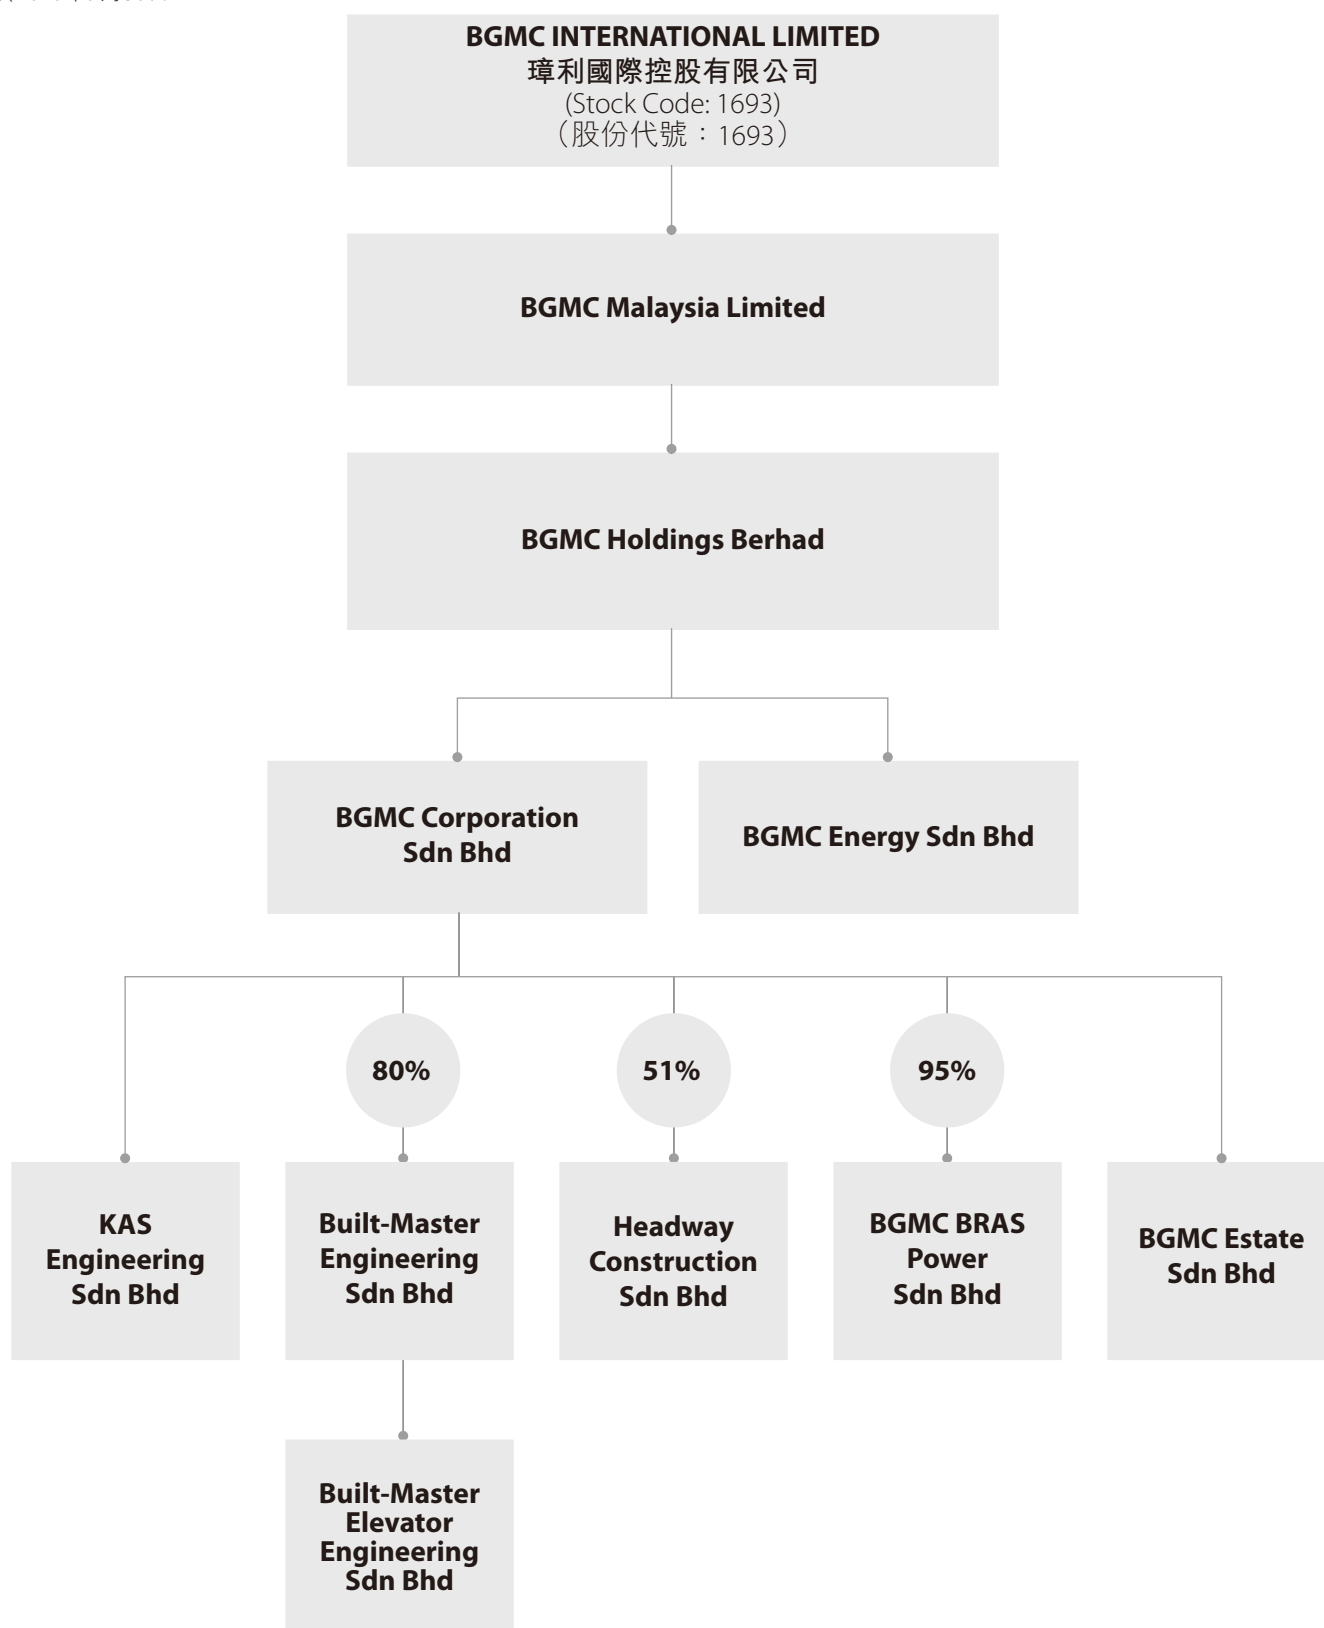 BGMC INTERNATIONAL LIMITED
璋利國際控股有限公司
(Stock Code: 1693)
（股份代號：1693）
BGMC Malaysia Limited
BGMC Holdings Berhad
BGMC Corporation
Sdn Bhd
BGMC Energy Sdn Bhd
80%
51%
95%
KAS
Engineering
Sdn Bhd
Built-Master
Engineering
Sdn Bhd
Headway
Construction
Sdn Bhd
BGMC BRAS
Power
Sdn Bhd
BGMC Estate
Sdn Bhd
Built-Master
Elevator
Engineering
Sdn Bhd